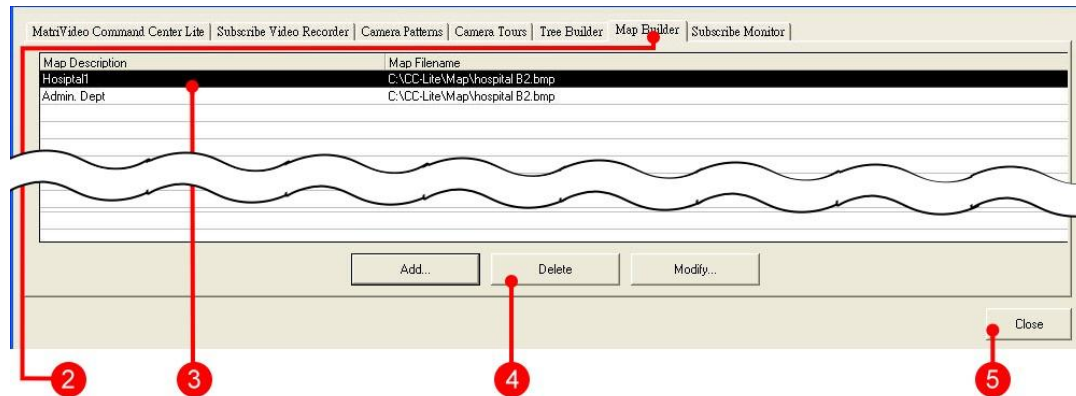 MatriVideo Command Center Lite Subscribe Video Recorder Camera Patterns Camera Tours Tree Builder Map Builder Subscribe Monitor
Map Description Map Filename
Hosiptal1 C:\CC-Lite\Map\hospital B2.bmp
Admin. Dept C:\CC-Lite\Map\hospital B2.bmp
Add... Delete Modify...
Close
2 3 4 5